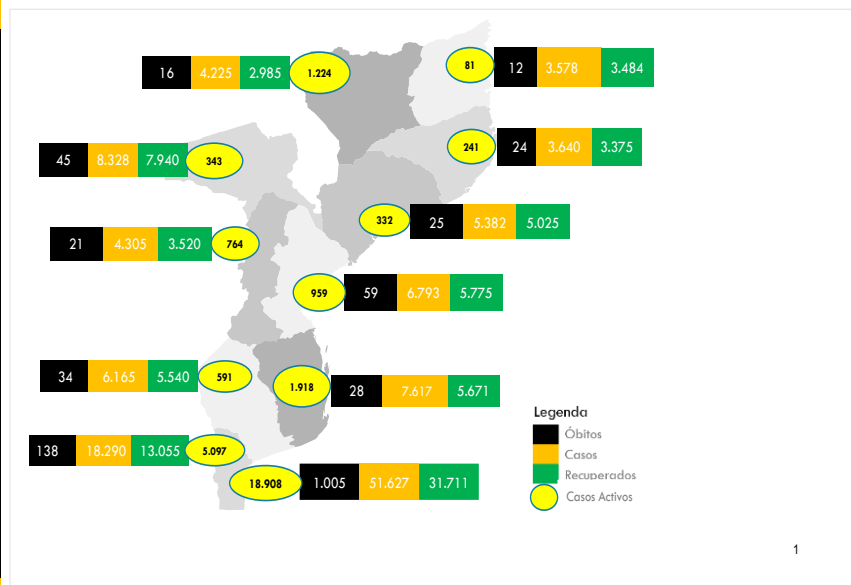 16 4.225 2.985 1.224
81 12 3.578 3.484
45 8.328 7.940 343
241 24 3.640 3.375
332 25 5.382 5.025
21 4.305 3.520 764
959 59 6.793 5.775
34 6.165 5.540 591
1.918 28 7.617 5.671
138 18.290 13.055 5.097
18.908 1.005 51.627 31.711
Legenda
Óbitos
Casos
Recuperados
Casos Activos
1